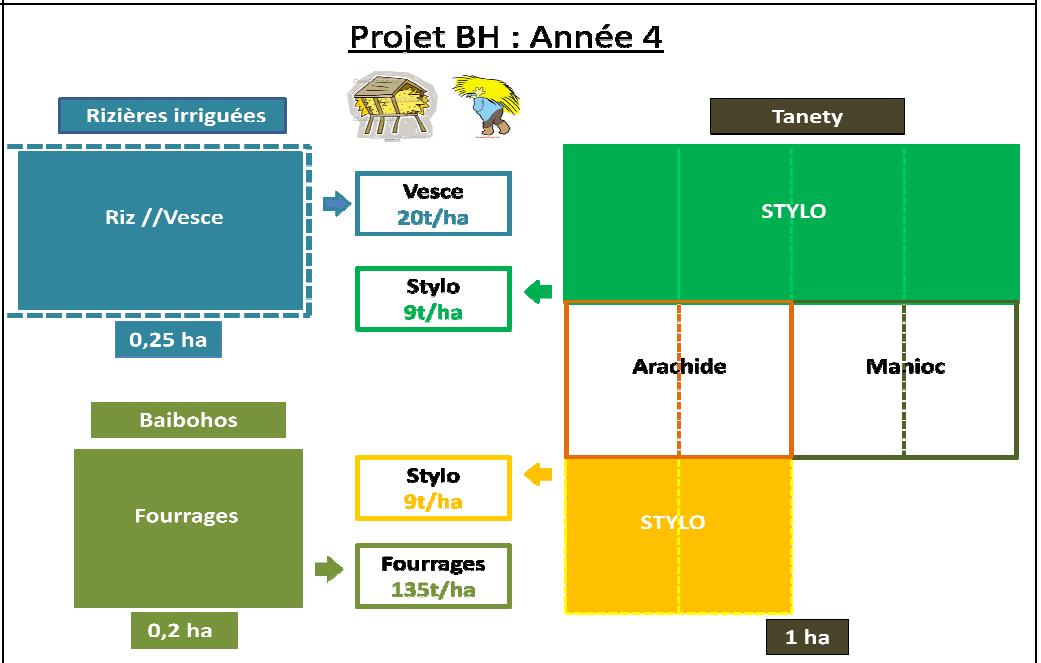 Projet BH : Année 4
Rizières irriguées
Tanety
Riz //Vesce
Vesce
20t/ha
STYLO
Stylo
9t/ha
0,25 ha
Arachide
Manioc
Baibohos
Stylo
9t/ha
Fourrages
STYLO
Fourrages
135t/ha
0,2 ha
1 ha